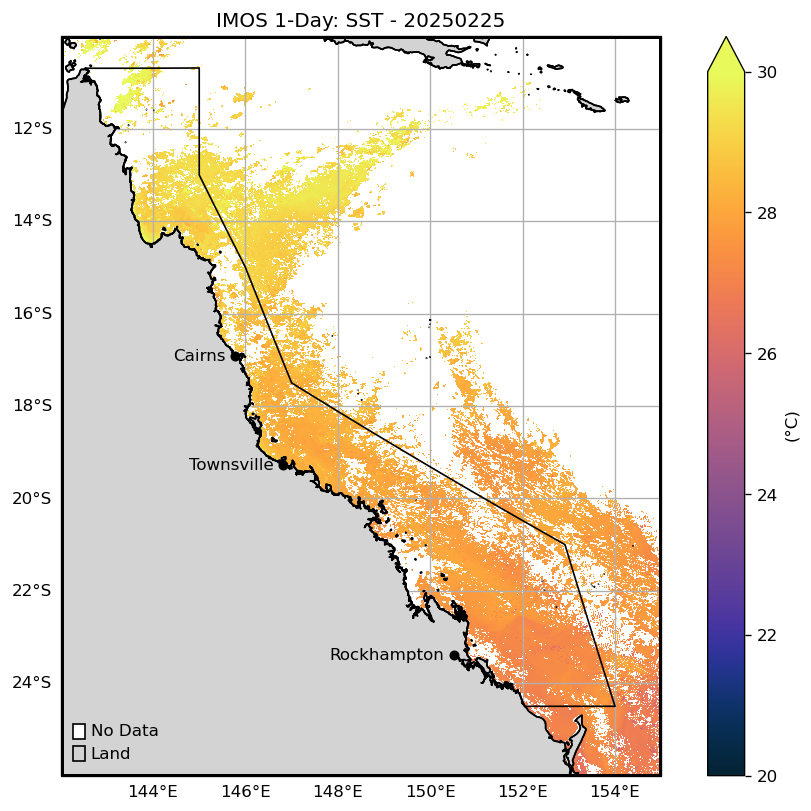 IMOS 1-Day: SST - 20250225
12°S
14°S
16°S
18°S
20°S
22°S
24°S
Cairns
Townsville
Rockhampton
No Data
Land
144°E
146°E
148°E
150°E
152°E
154°E
30
28
26
24
22
20
(°C)